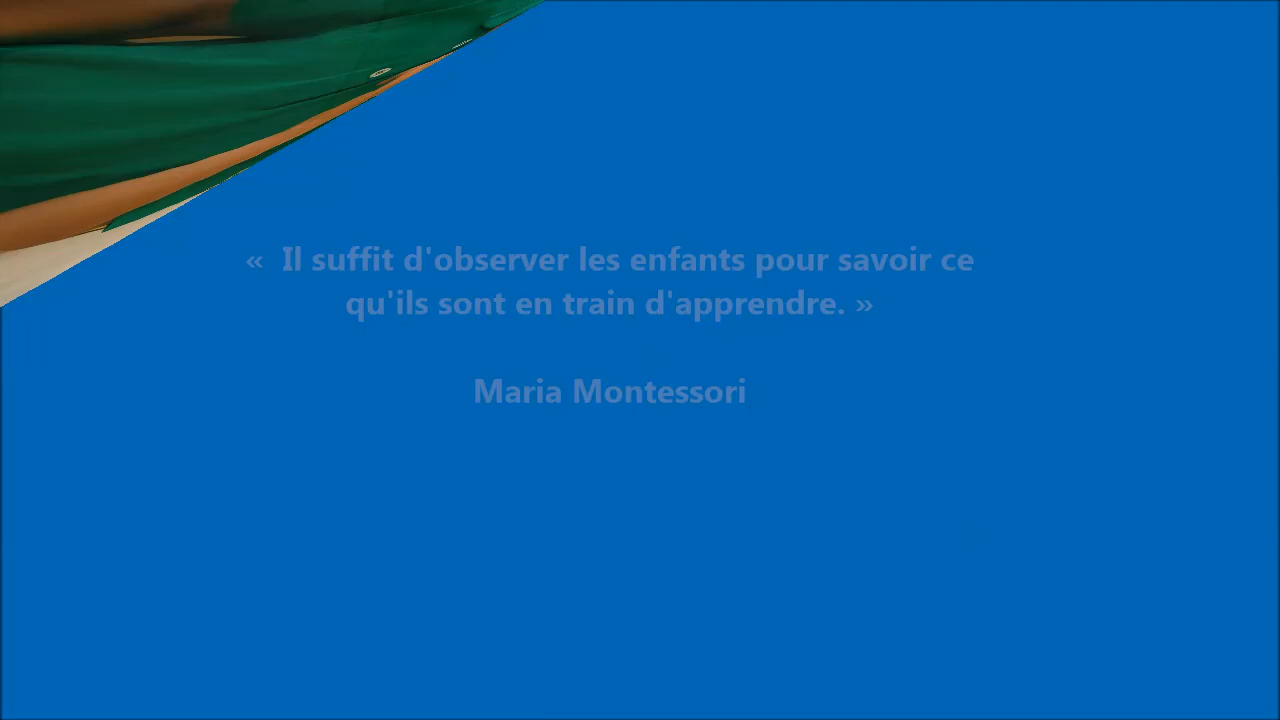 «  Il suffit d'observer les enfants pour savoir ce
qu'ils sont en train d'apprendre. »
Maria Montessori